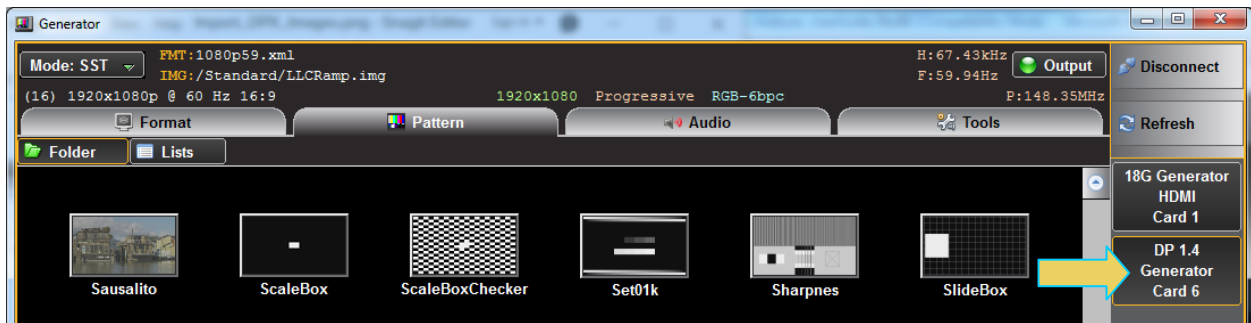 Generator
Mode: SST
FMT:1080p59.xml
IMG:/Standard/LLCRamp.img
H:67.43kHz
F:59.94Hz
Output
(16) 1920x1080p @ 60 Hz 16:9
1920x1080 Progressive RGB-6bpc
P:148.35MHz
Disconnect
Format
Pattern
Audio
Tools
Refresh
Folder
Lists
18G Generator
HDMI
Card 1
DP 1.4
Generator
Card 6
Sausalito
ScaleBox
ScaleBoxChecker
Set01k
Sharpnes
SlideBox